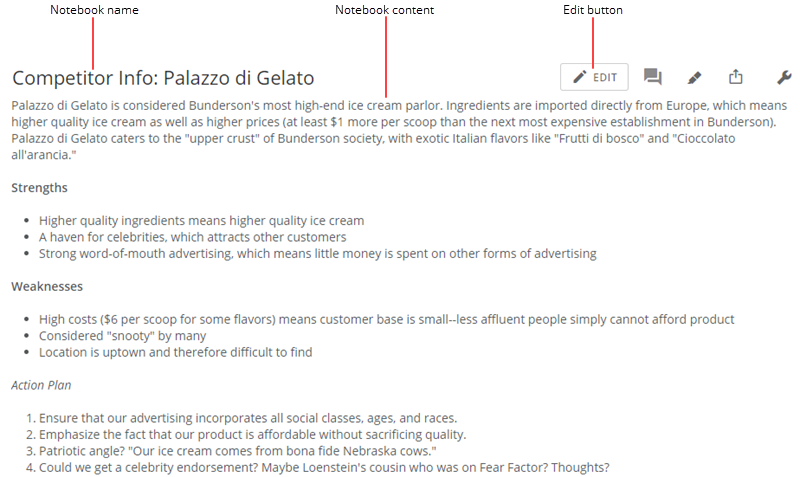 Notebook name Notebook content Edit button
Competitor Info: Palazzo di Gelato EDIT
Palazzo di Gelato is considered Bunderson's most high-end ice cream parlor. Ingredients are imported directly from Europe, which means
higher quality ice cream as well as higher prices (at least $1 more per scoop than the next most expensive establishment in Bunderson).
Palazzo di Gelato caters to the "upper crust" of Bunderson society, with exotic Italian flavors like "Frutti di bosco" and "Cioccolato
all'arancia."
Strengths
• Higher quality ingredients means higher quality ice cream
• A haven for celebrities, which attracts other customers
• Strong word-of-mouth advertising, which means little money is spent on other forms of advertising
Weaknesses
• High costs ($6 per scoop for some flavors) means customer base is small--less affluent people simply cannot afford product
• Considered "snooty" by many
• Location is uptown and therefore difficult to find
Action Plan
1. Ensure that our advertising incorporates all social classes, ages, and races.
2. Emphasize the fact that our product is affordable without sacrificing quality.
3. Patriotic angle? "Our ice cream comes from bona fide Nebraska cows."
4. Could we get a celebrity endorsement? Maybe Loenstein's cousin who was on Fear Factor? Thoughts?